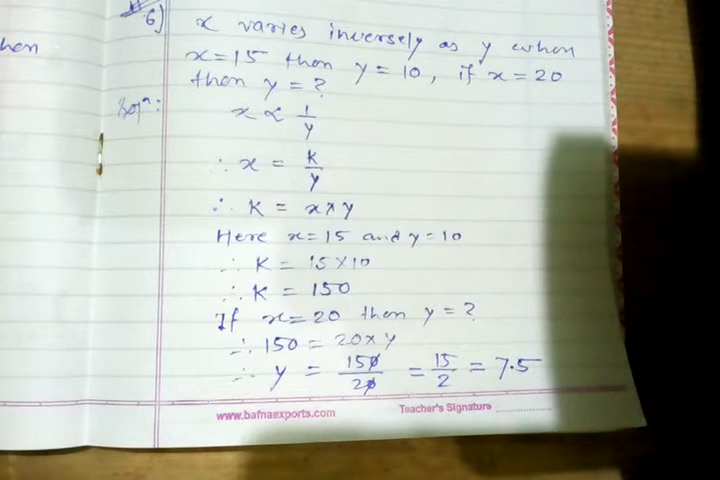 hen
6) x varies inversely as y when
x = 15 then y = 10, if x = 20
then y = ?
Solⁿ:
x ∝ 1/y
∴ x = K/y
∴ K = x × y
Here x = 15 and y = 10
∴ K = 15 × 10
∴ K = 150
If x = 20 then y = ?
∴ 150 = 20 × y
∴ y = 150/20 = 15/2 = 7.5
www.bafnaexports.com
Teacher's Signature ................